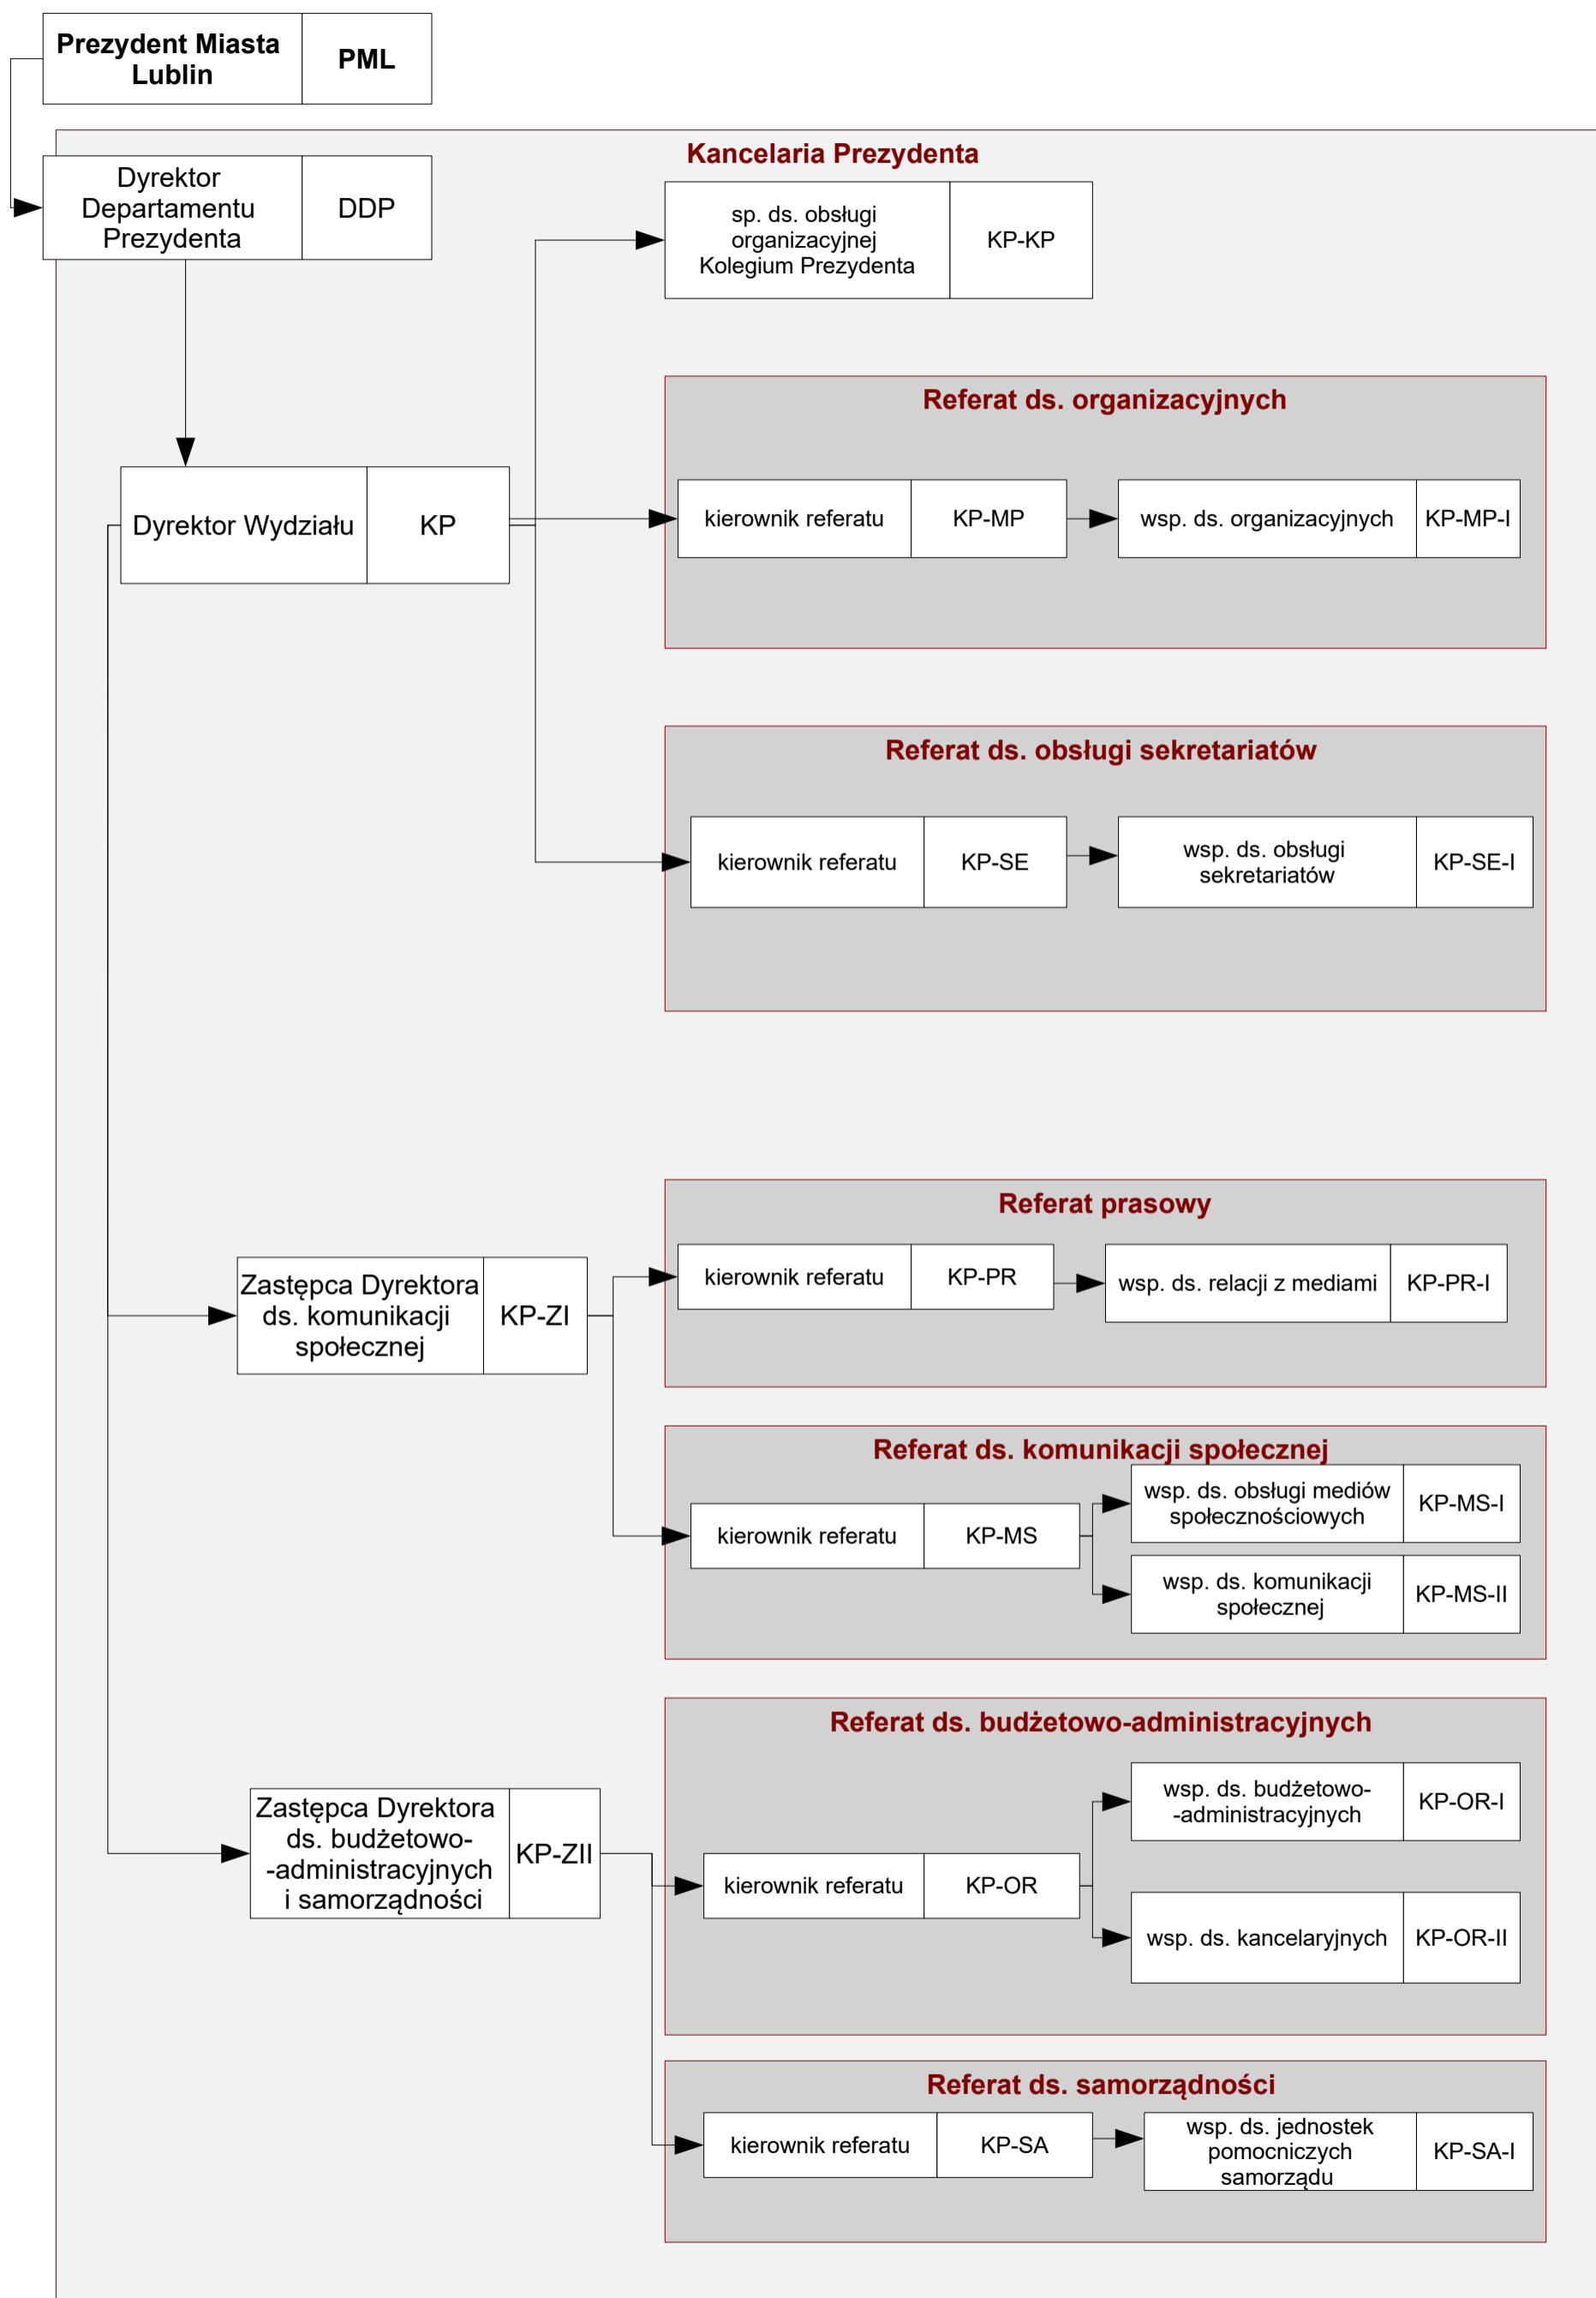 Prezydent Miasta
Lublin
PML
Kancelaria Prezydenta
Dyrektor
Departamentu
Prezydenta
DDP
sp. ds. obsługi
organizacyjnej
Kolegium Prezydenta
KP-KP
Referat ds. organizacyjnych
Dyrektor Wydziału
KP
kierownik referatu
KP-MP
wsp. ds. organizacyjnych
KP-MP-I
Referat ds. obsługi sekretariatów
kierownik referatu
KP-SE
wsp. ds. obsługi
sekretariatów
KP-SE-I
Referat prasowy
Zastępca Dyrektora
ds. komunikacji
społecznej
KP-ZI
kierownik referatu
KP-PR
wsp. ds. relacji z mediami
KP-PR-I
Referat ds. komunikacji społecznej
kierownik referatu
KP-MS
wsp. ds. obsługi mediów
społecznościowych
KP-MS-I
wsp. ds. komunikacji
społecznej
KP-MS-II
Referat ds. budżetowo-administracyjnych
Zastępca Dyrektora
ds. budżetowo-
-administracyjnych
i samorządności
KP-ZII
kierownik referatu
KP-OR
wsp. ds. budżetowo-
-administracyjnych
KP-OR-I
wsp. ds. kancelaryjnych
KP-OR-II
Referat ds. samorządności
kierownik referatu
KP-SA
wsp. ds. jednostek
pomocniczych
samorządu
KP-SA-I